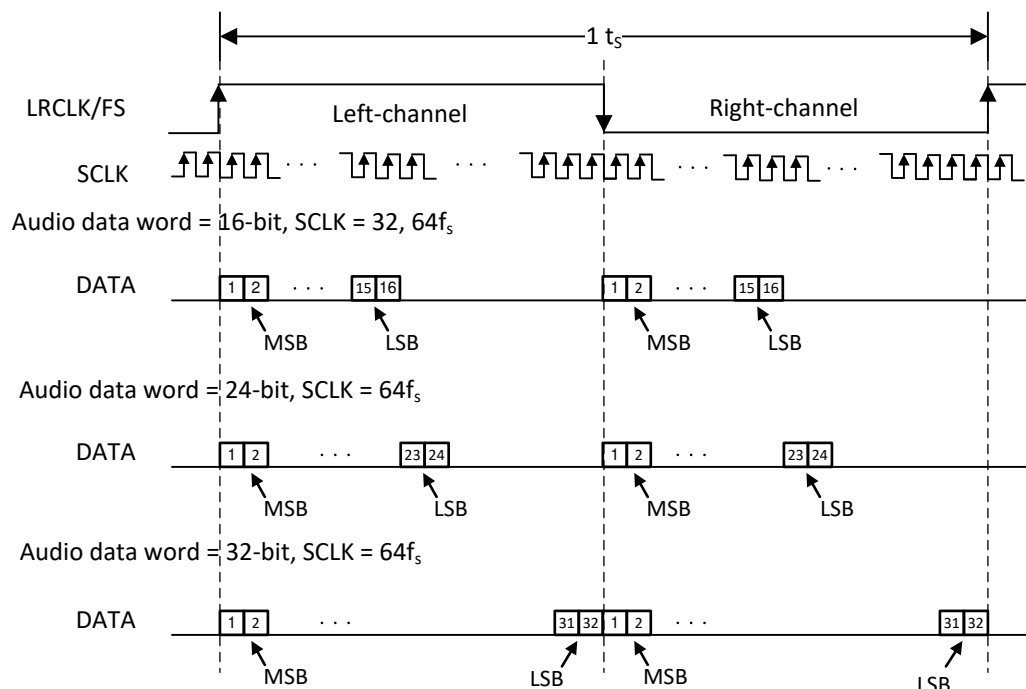 1 tS
LRCLK/FS
Left-channel
Right-channel
SCLK
. . .
. . .
. . .
. . .
Audio data word = 16-bit, SCLK = 32, 64fs
DATA
1 2 . . . 15 16 1 2 . . . 15 16
MSB LSB MSB LSB
Audio data word = 24-bit, SCLK = 64fs
DATA
1 2 . . . 23 24 1 2 . . . 23 24
MSB LSB MSB LSB
Audio data word = 32-bit, SCLK = 64fs
DATA
1 2 . . . 31 32 1 2 . . . 31 32
MSB LSB MSB LSB